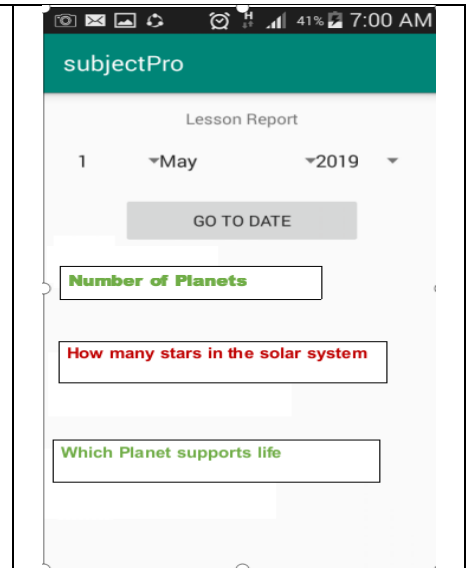 H 41% 7:00 AM
subjectPro
Lesson Report
1 May 2019
GO TO DATE
Number of Planets
How many stars in the solar system
Which Planet supports life